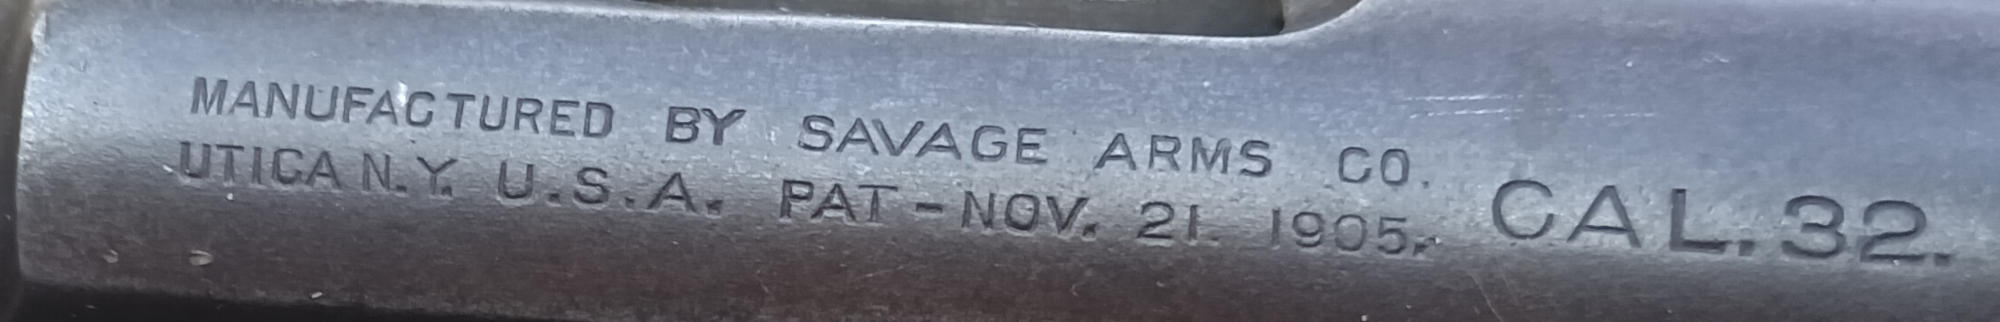 MANUFACTURED BY SAVAGE ARMS CO.
UTICA N.Y. U.S.A. PAT-NOV. 21. 1905,- CAL.32.